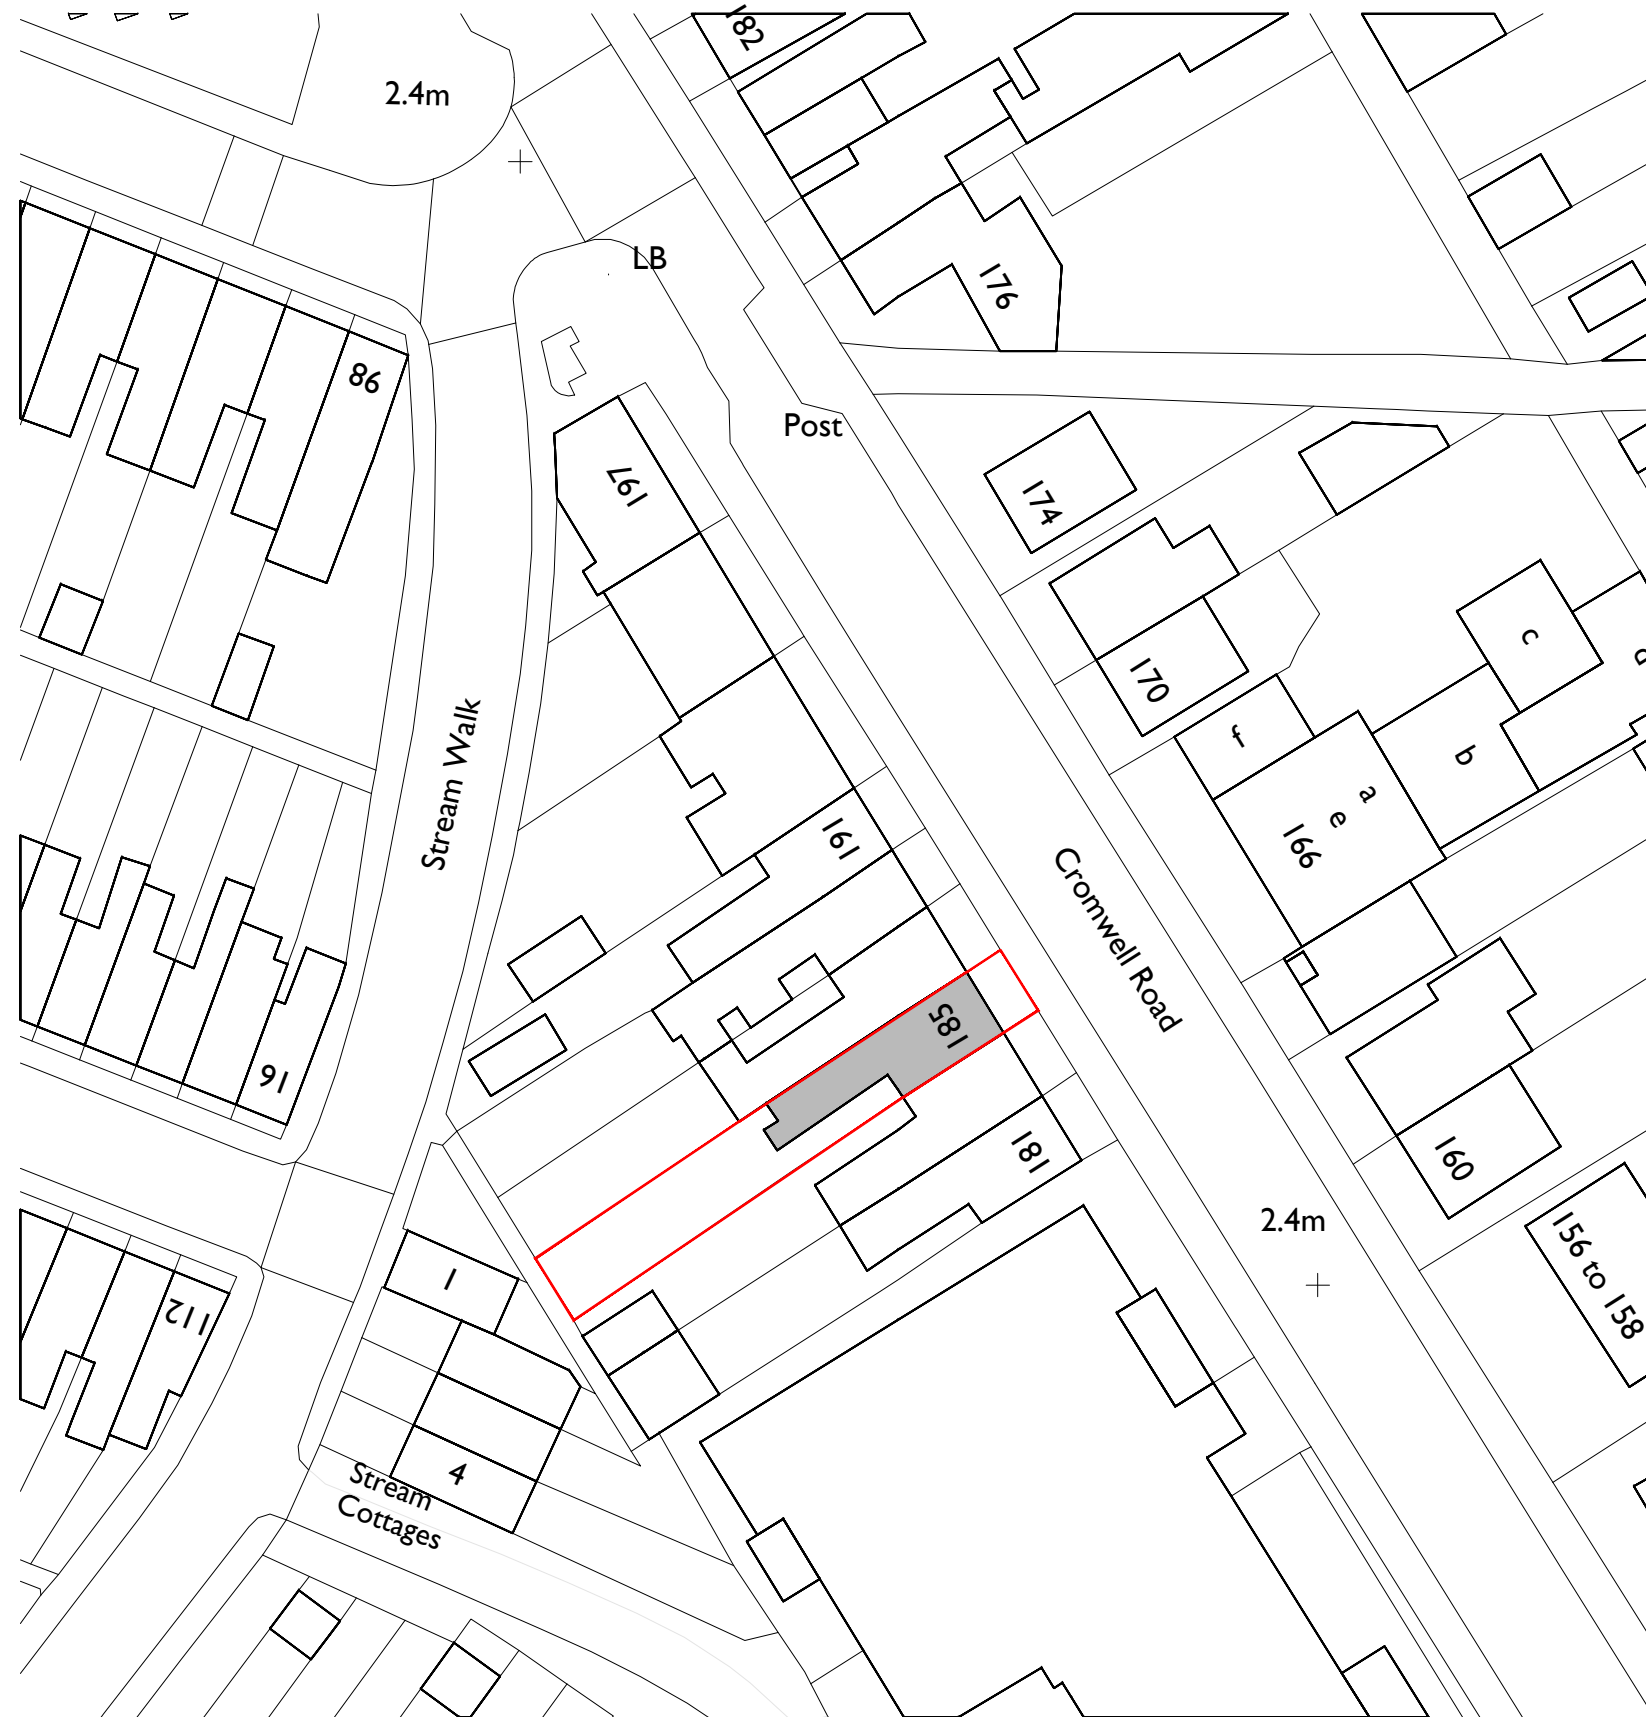 182
2.4m
LB
176
86
Post
197
174
c
d
170
f
b
Stream Walk
a
e
191
166
Cromwell Road
185
91
181
160
2.4m
1
156 to 158
112
4
Stream
Cottages